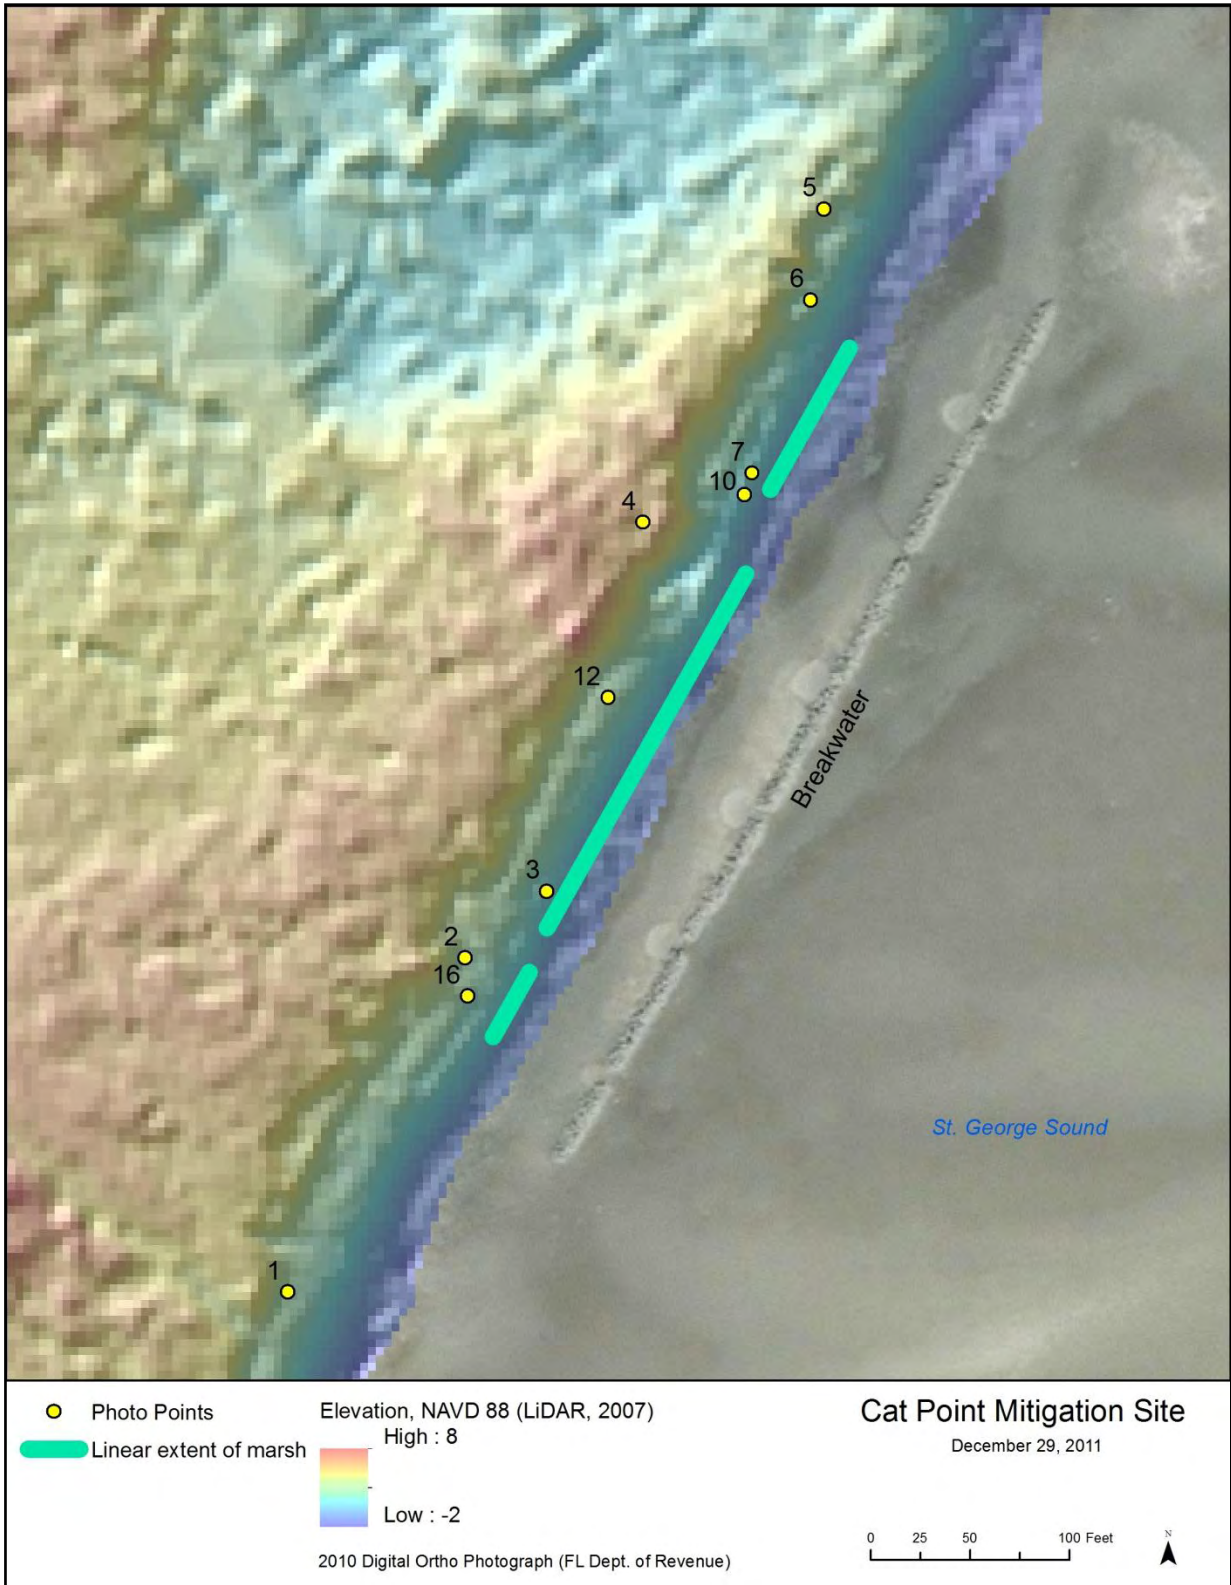 5
6
7
10
4
12
Breakwater
3
2
16
St. George Sound
1
Photo Points
Linear extent of marsh
Elevation, NAVD 88 (LiDAR, 2007)
High : 8
Low : -2
2010 Digital Ortho Photograph (FL Dept. of Revenue)
Cat Point Mitigation Site
December 29, 2011
0 25 50 100 Feet
N